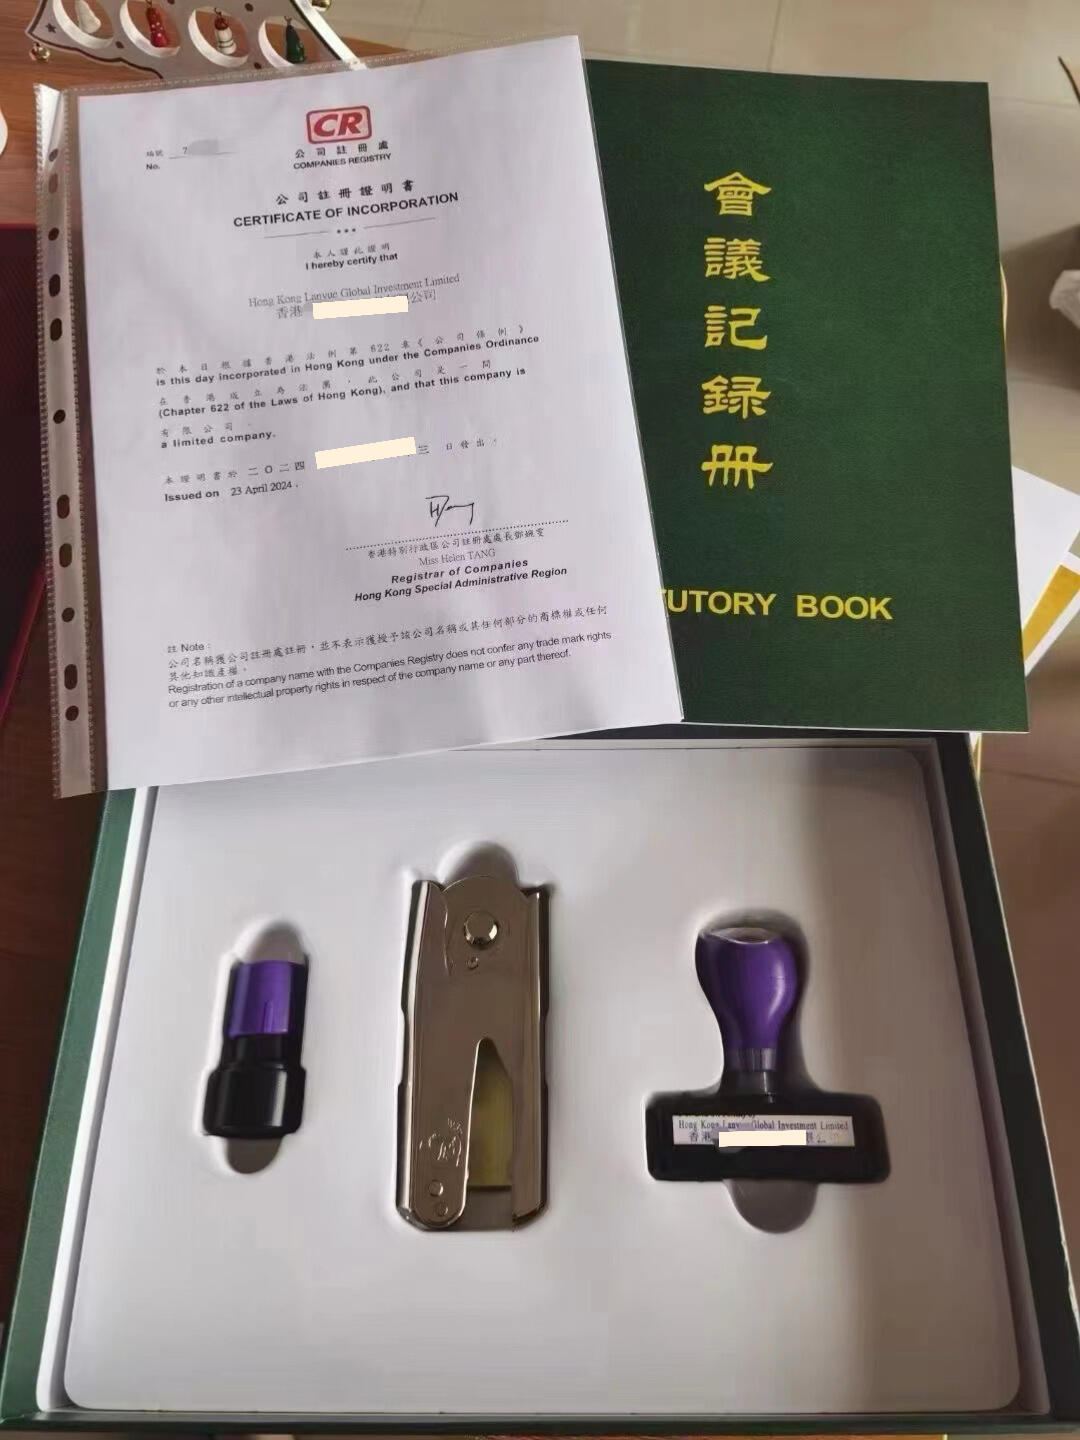 CR
公司註冊處
COMPANIES REGISTRY
編號
No. 7
公司註冊證明書
CERTIFICATE OF INCORPORATION
本人謹此證明
I hereby certify that
Hong Kong Lanyue Global Investment Limited
香港 公司
於本日根據香港法例第622章《公司條例》
is this day incorporated in Hong Kong under the Companies Ordinance
在香港成立為法團，此公司是一間
(Chapter 622 of the Laws of Hong Kong), and that this company is
有限公司。
a limited company.
本證明書於二〇二四 三日發出。
Issued on 23 April 2024.
香港特別行政區公司註冊處處長鄧婉雯
Miss Helen TANG
Registrar of Companies
Hong Kong Special Administrative Region
註 Note:
公司名稱獲公司註冊處註冊，並不表示獲授予該公司名稱或其任何部分的商標權或任何
其他知識產權。
Registration of a company name with the Companies Registry does not confer any trade mark rights
or any other intellectual property rights in respect of the company name or any part thereof.
會議記録冊
UTORY BOOK
Hong Kong Lanyue Global Investment Limited
香港